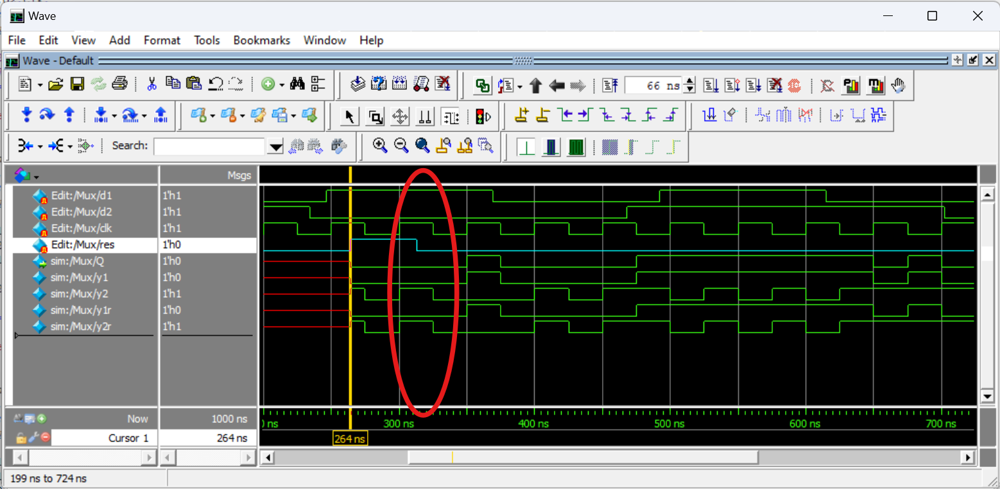 Wave
File Edit View Add Format Tools Bookmarks Window Help
Wave - Default
66 ns
Search:
Msgs
Edit:/Mux/d1 1'h1
Edit:/Mux/d2 1'h1
Edit:/Mux/clk 1'h1
Edit:/Mux/res 1'h0
sim:/Mux/Q 1'h0
sim:/Mux/y1 1'h0
sim:/Mux/y2 1'h1
sim:/Mux/y1r 1'h0
sim:/Mux/y2r 1'h1
Now 1000 ns ns 300 ns 400 ns 500 ns 600 ns 700 ns
Cursor 1 264 ns 264 ns
199 ns to 724 ns